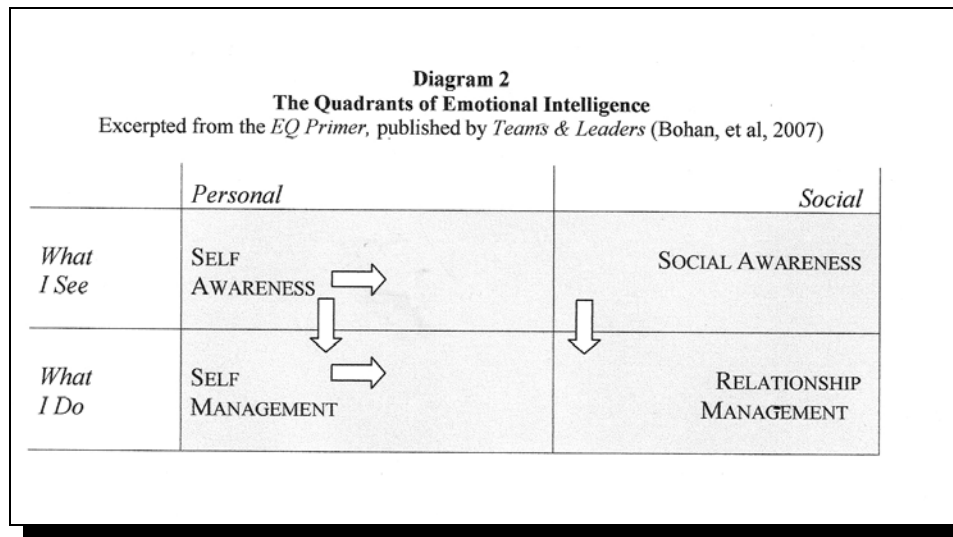 Diagram 2
The Quadrants of Emotional Intelligence
Excerpted from the EQ Primer, published by Teams & Leaders (Bohan, et al, 2007)
Personal
Social
What
I See
SELF
AWARENESS
SOCIAL AWARENESS
What
I Do
SELF
MANAGEMENT
RELATIONSHIP
MANAGEMENT